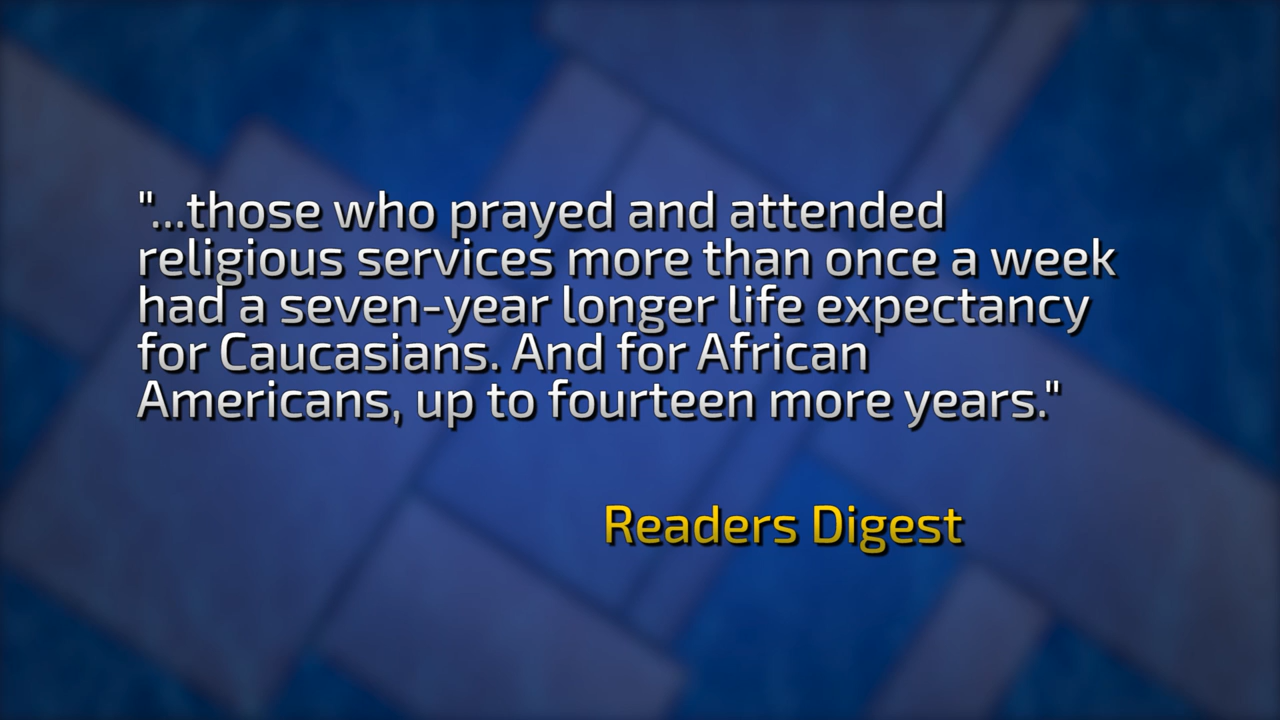 "...those who prayed and attended
religious services more than once a week
had a seven-year longer life expectancy
for Caucasians. And for African
Americans, up to fourteen more years."
Readers Digest